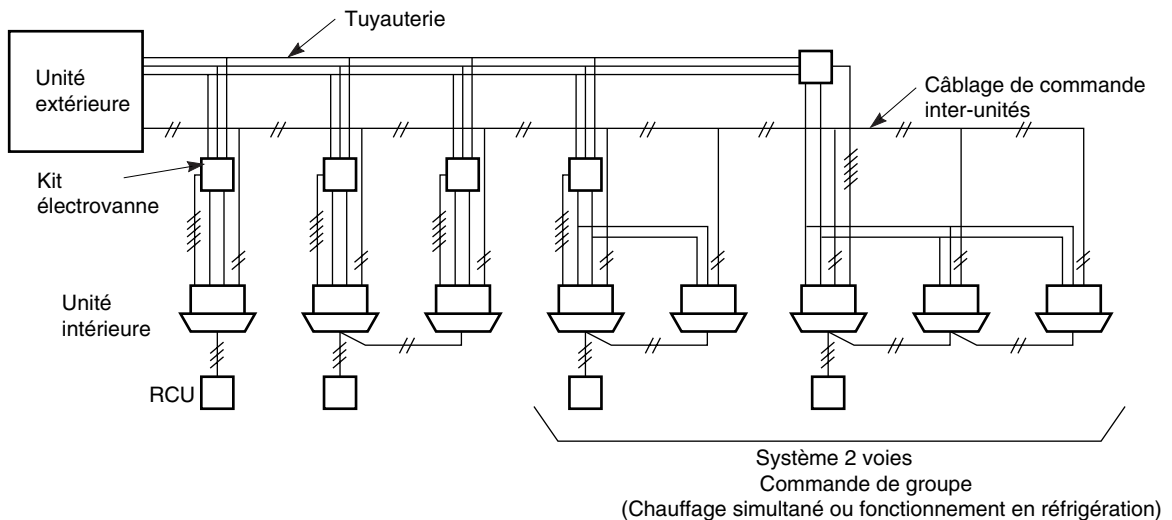 Tuyauterie
Unité
extérieure
Câblage de commande
inter-unités
Kit
électrovanne
Unité
intérieure
RCU
Système 2 voies
Commande de groupe
(Chauffage simultané ou fonctionnement en réfrigération)